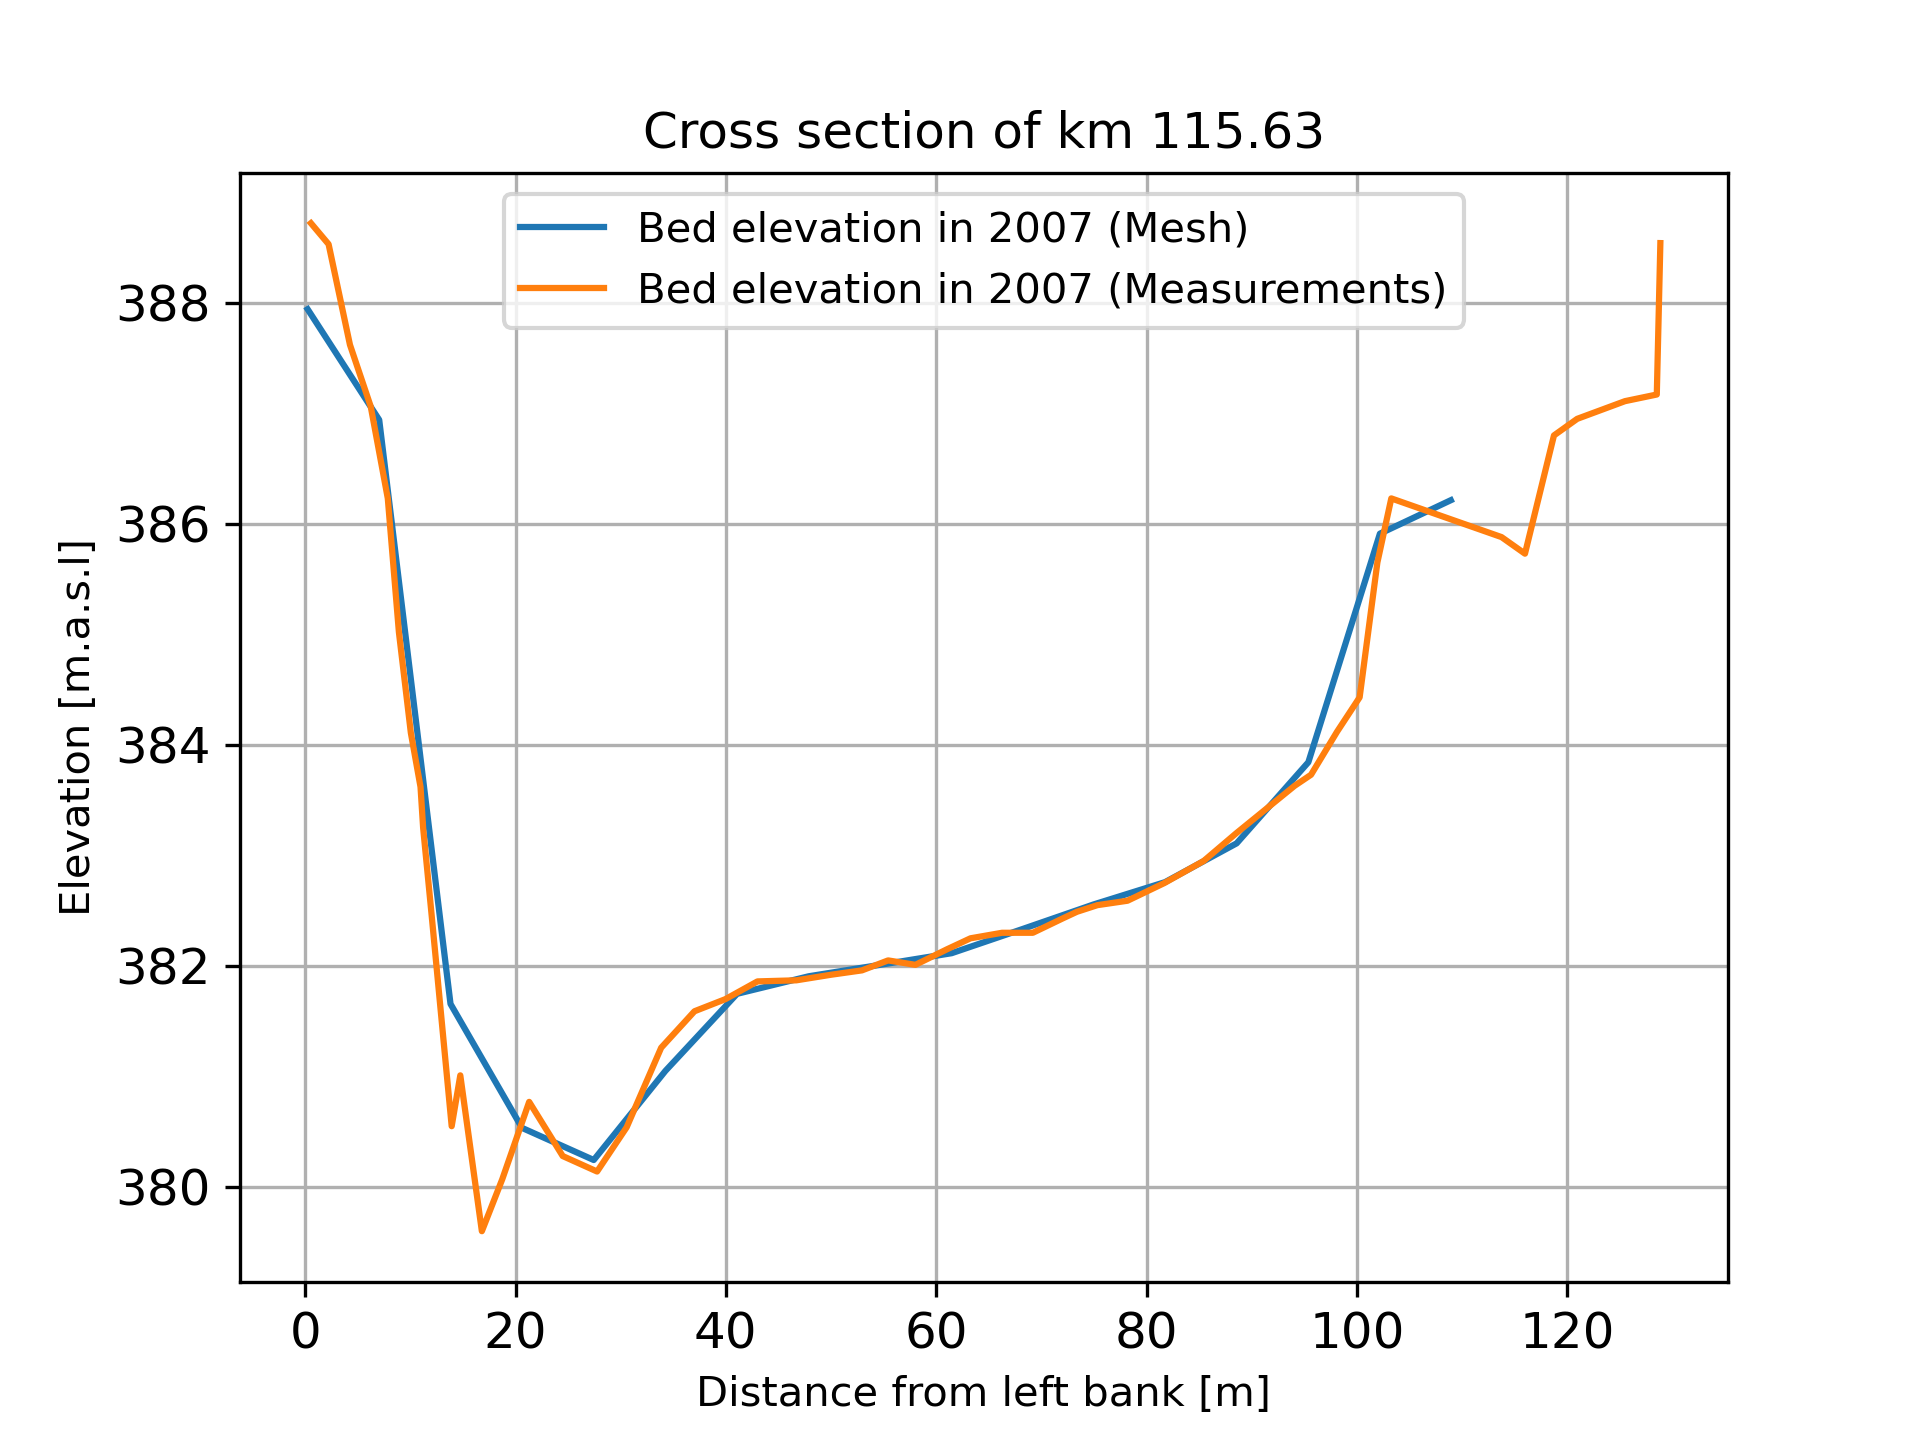 Cross section of km 115.63
Bed elevation in 2007 (Mesh)
Bed elevation in 2007 (Measurements)
Elevation [m.a.s.l]
388
386
384
382
380
0 20 40 60 80 100 120
Distance from left bank [m]